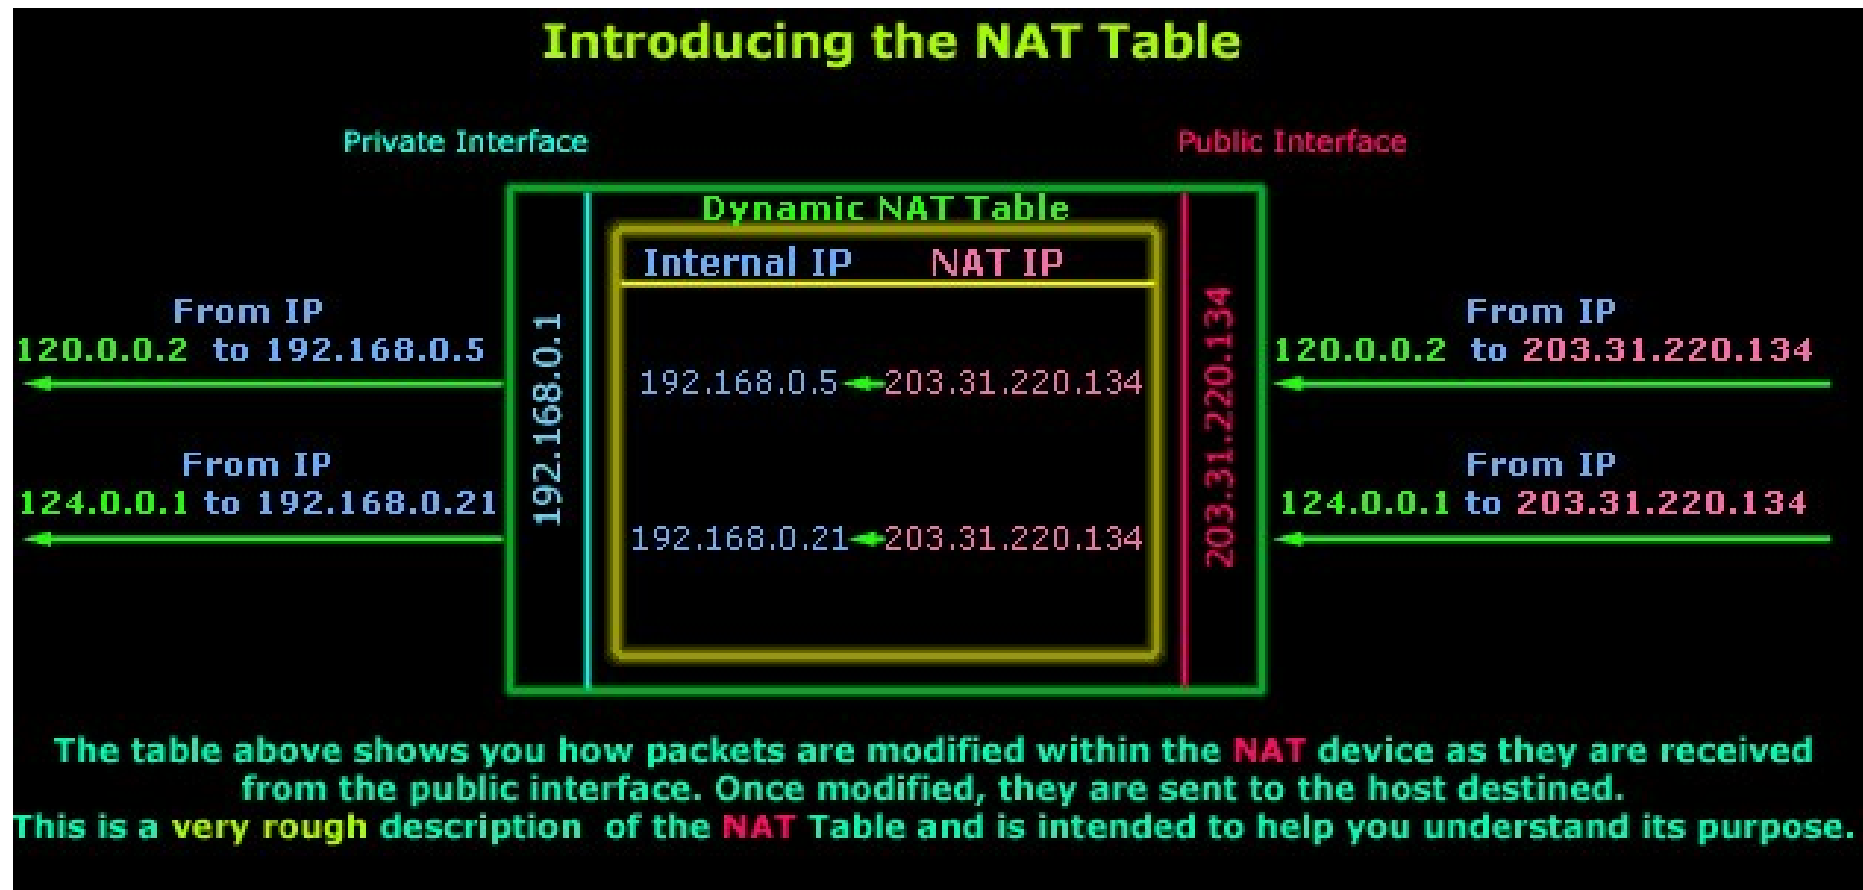 Introducing the NAT Table
Private Interface
Public Interface
Dynamic NAT Table
Internal IP NAT IP
From IP
120.0.0.2 to 192.168.0.5
192.168.0.1
192.168.0.5 203.31.220.134
203.31.220.134
From IP
120.0.0.2 to 203.31.220.134
From IP
124.0.0.1 to 192.168.0.21
192.168.0.21 203.31.220.134
From IP
124.0.0.1 to 203.31.220.134
The table above shows you how packets are modified within the NAT device as they are received
from the public interface. Once modified, they are sent to the host destined.
This is a very rough description of the NAT Table and is intended to help you understand its purpose.